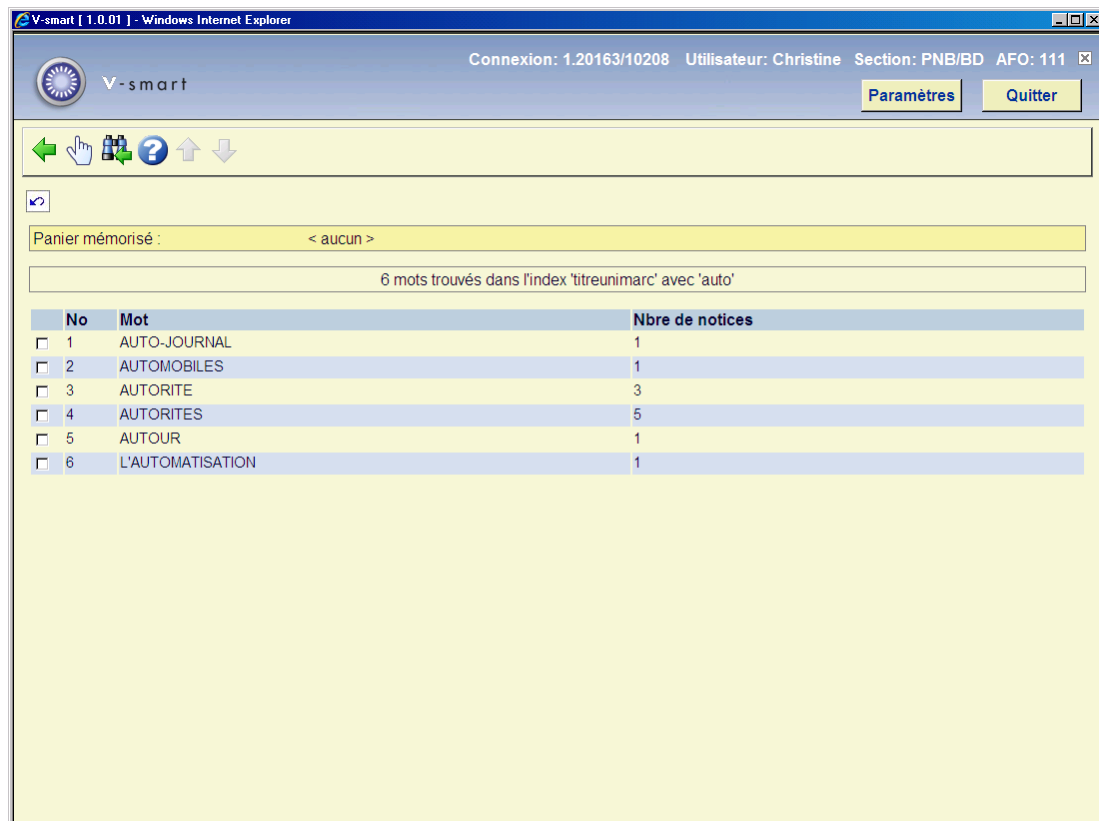 V-smart [ 1.0.01 ] - Windows Internet Explorer
Connexion: 1.20163/10208 Utilisateur: Christine Section: PNB/BD AFO: 111
V-smart
Paramètres Quitter
Panier mémorisé : < aucun >
6 mots trouvés dans l'index 'titreunimarc' avec 'auto'
No Mot Nbre de notices
1 AUTO-JOURNAL 1
2 AUTOMOBILES 1
3 AUTORITE 3
4 AUTORITES 5
5 AUTOUR 1
6 L'AUTOMATISATION 1